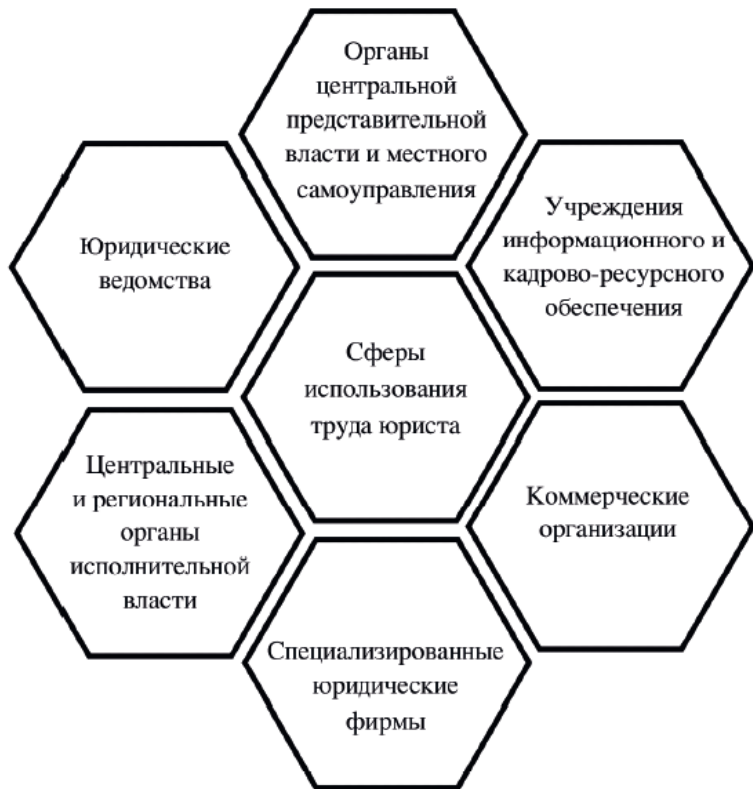 Органы
центральной
представительной
власти и местного
самоуправления
Юридические
ведомства
Учреждения
информационного и
кадрово-ресурсного
обеспечения
Сферы
использования
труда юриста
Центральные
и региональные
органы
исполнительной
власти
Коммерческие
организации
Специализированные
юридические
фирмы